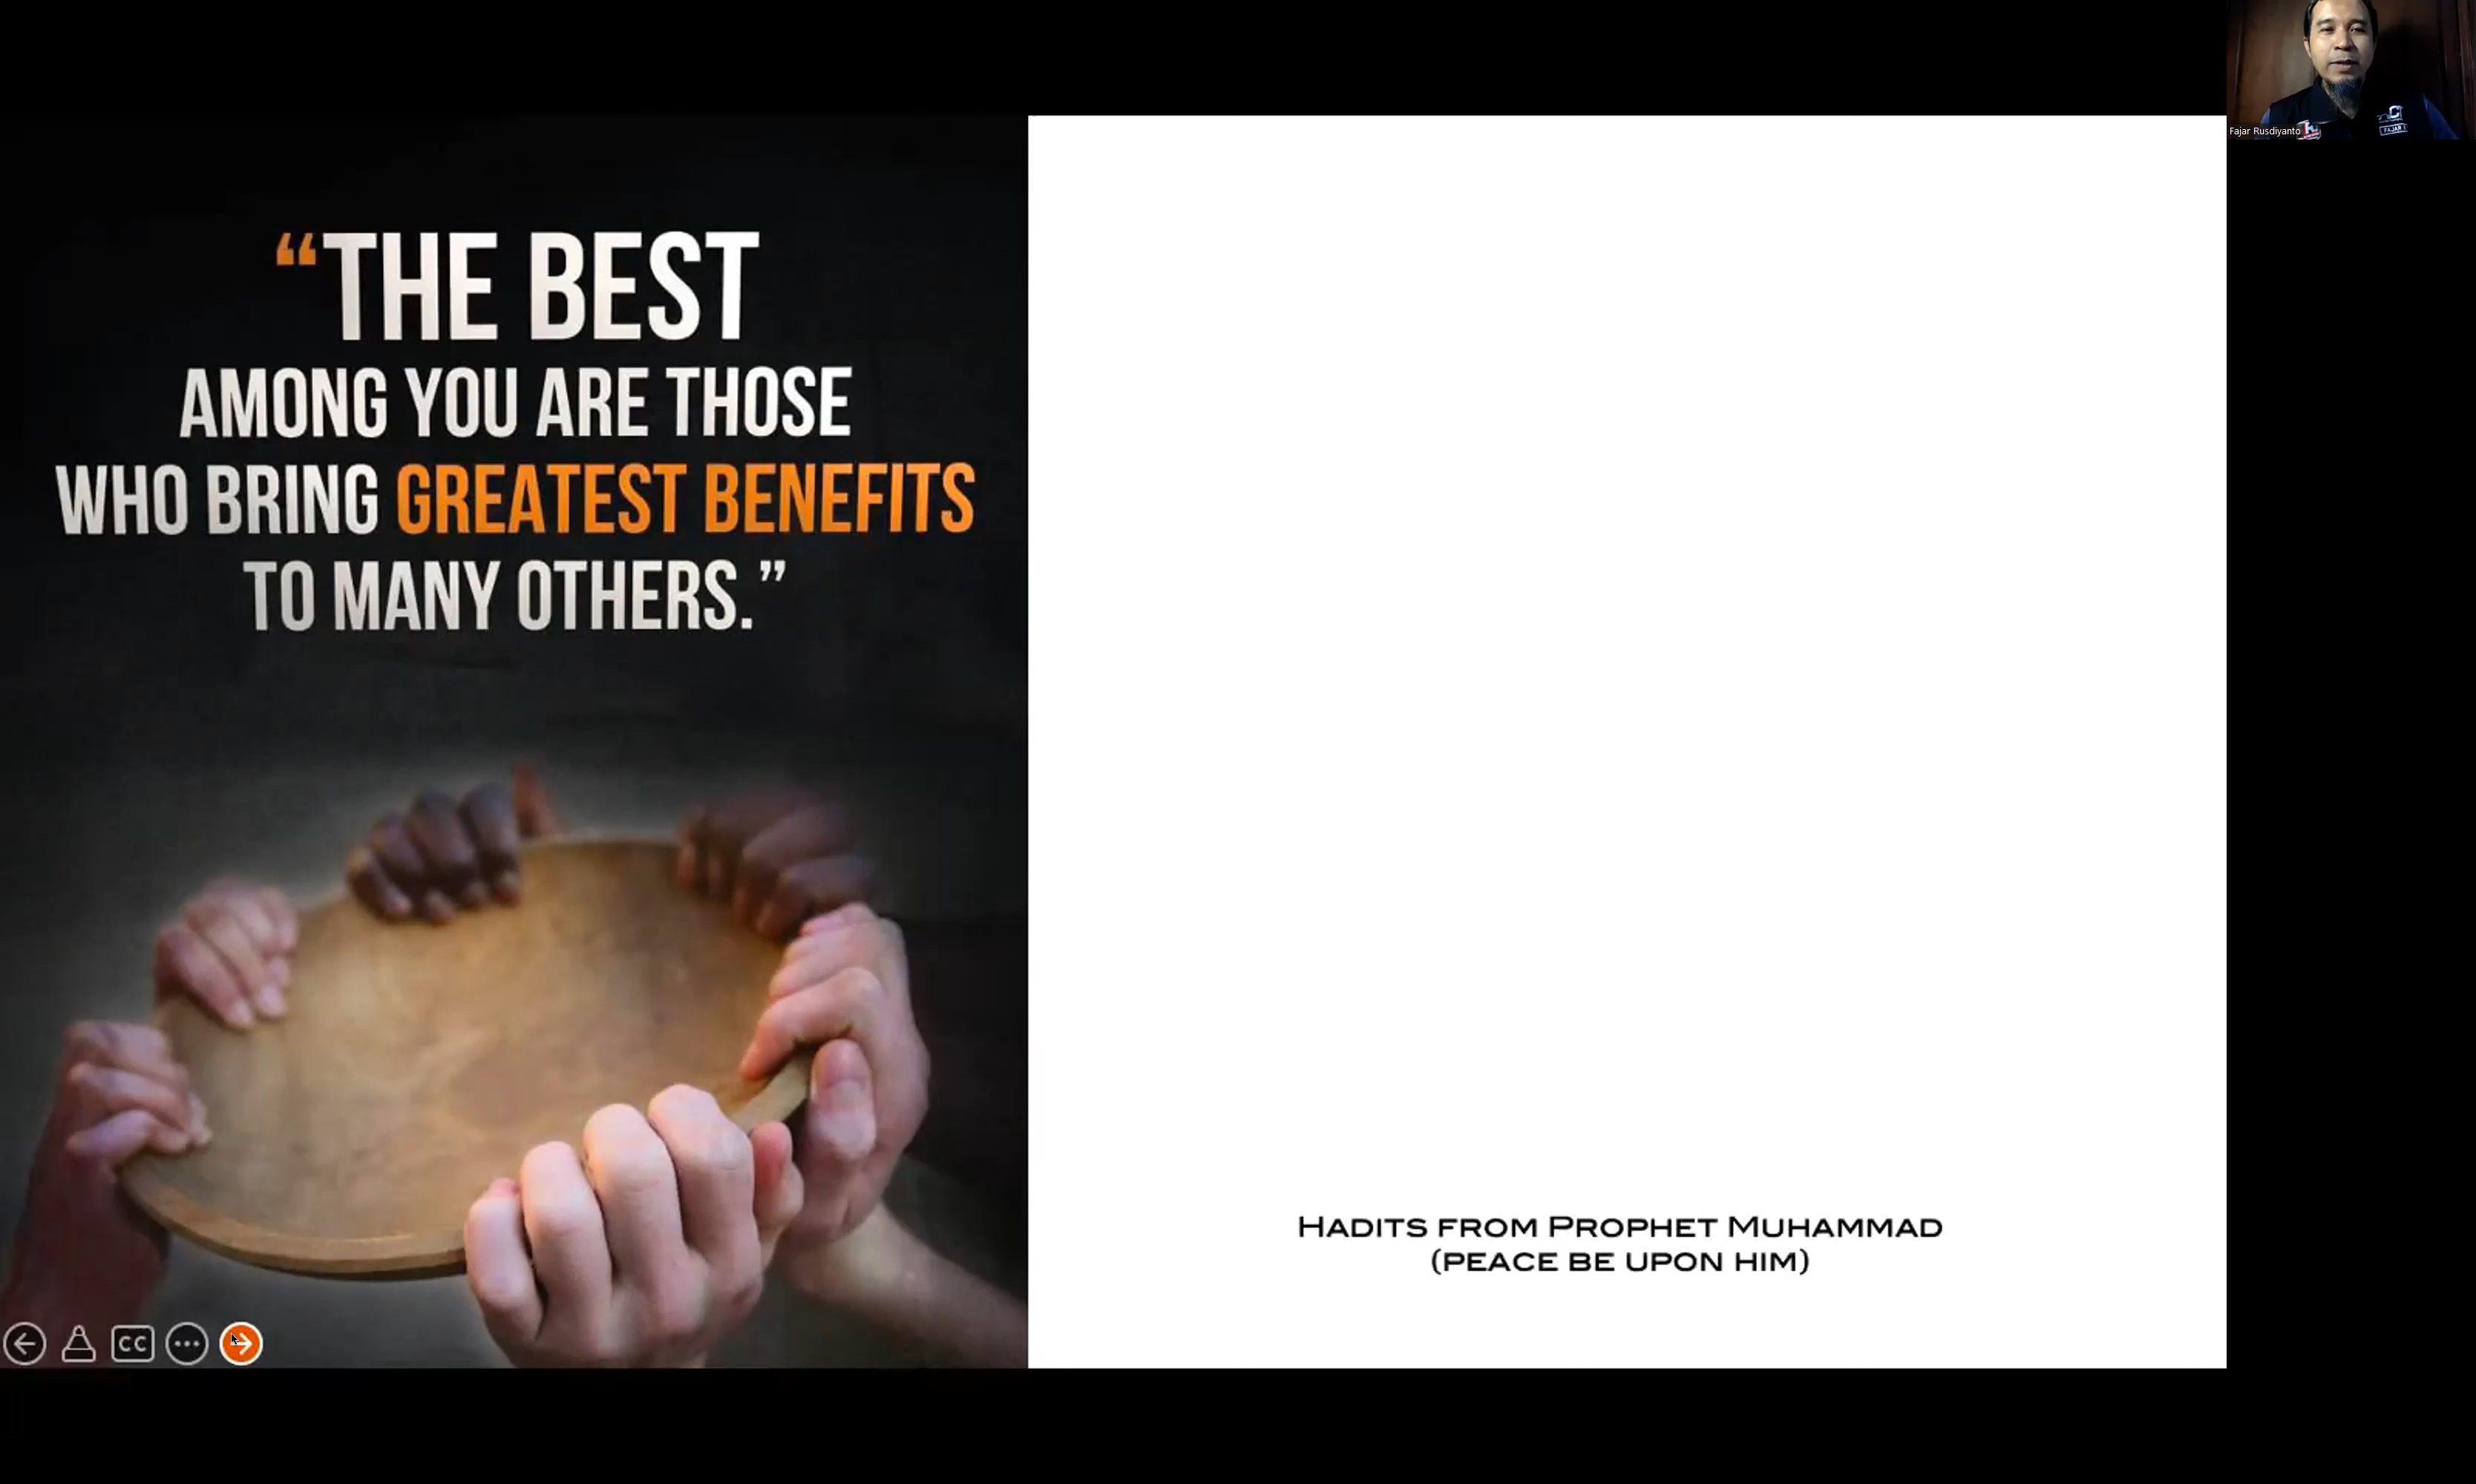 “THE BEST
AMONG YOU ARE THOSE
WHO BRING GREATEST BENEFITS
TO MANY OTHERS.”
HADITS FROM PROPHET MUHAMMAD
(PEACE BE UPON HIM)
CC
Fajar Rusdiyanto
FAJAR